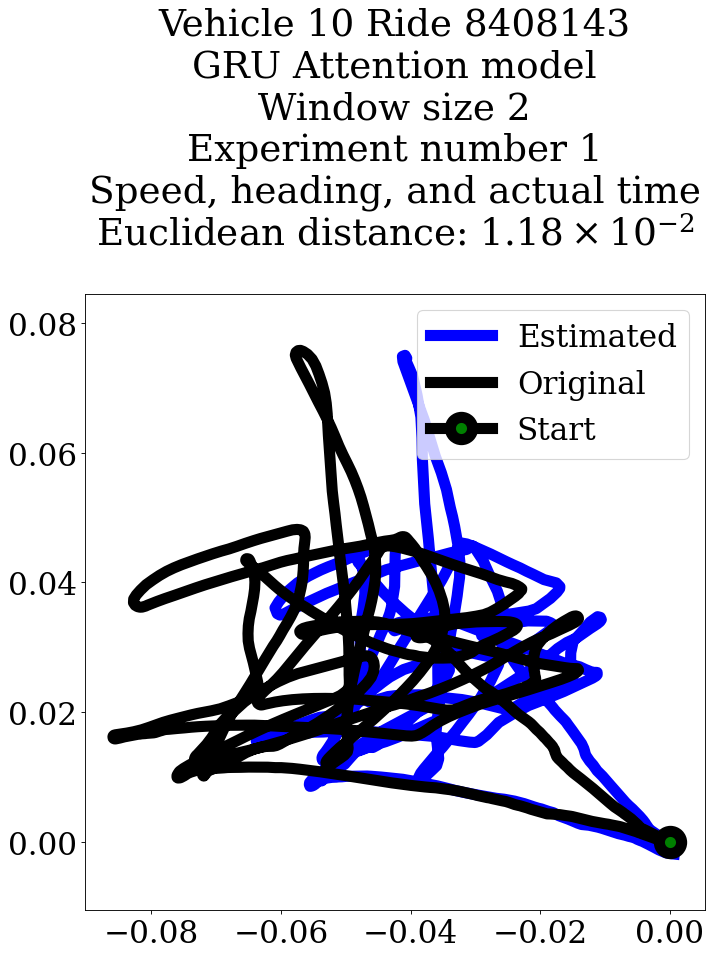 Vehicle 10 Ride 8408143
GRU Attention model
Window size 2
Experiment number 1
Speed, heading, and actual time
Euclidean distance: 1.18 × 10⁻²
Estimated
Original
Start
0.08
0.06
0.04
0.02
0.00
−0.08 −0.06 −0.04 −0.02 0.00